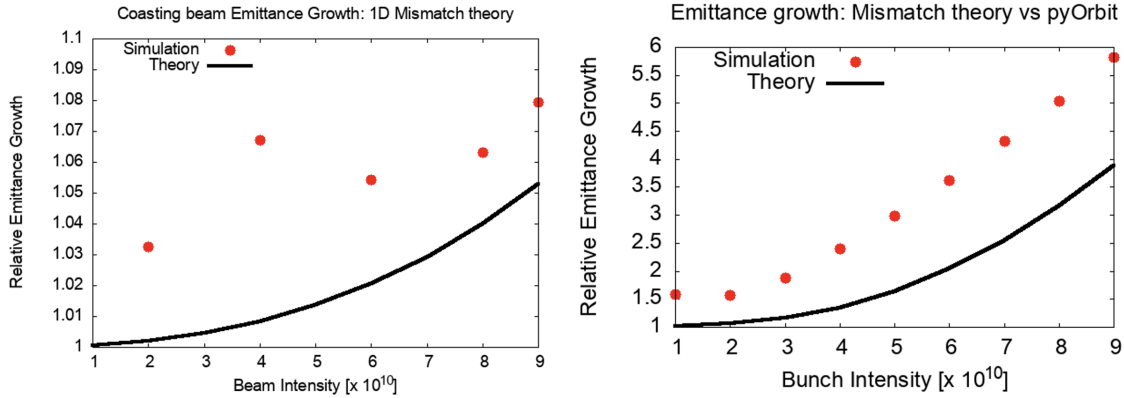 Coasting beam Emittance Growth: 1D Mismatch theory
1.1
1.09
1.08
1.07
1.06
1.05
1.04
1.03
1.02
1.01
1
Relative Emittance Growth
Simulation
Theory
1 2 3 4 5 6 7 8 9
Beam Intensity [x 10^10]
Emittance growth: Mismatch theory vs pyOrbit
6
5.5
5
4.5
4
3.5
3
2.5
2
1.5
1
Relative Emittance Growth
Simulation
Theory
1 2 3 4 5 6 7 8 9
Bunch Intensity [x 10^10]